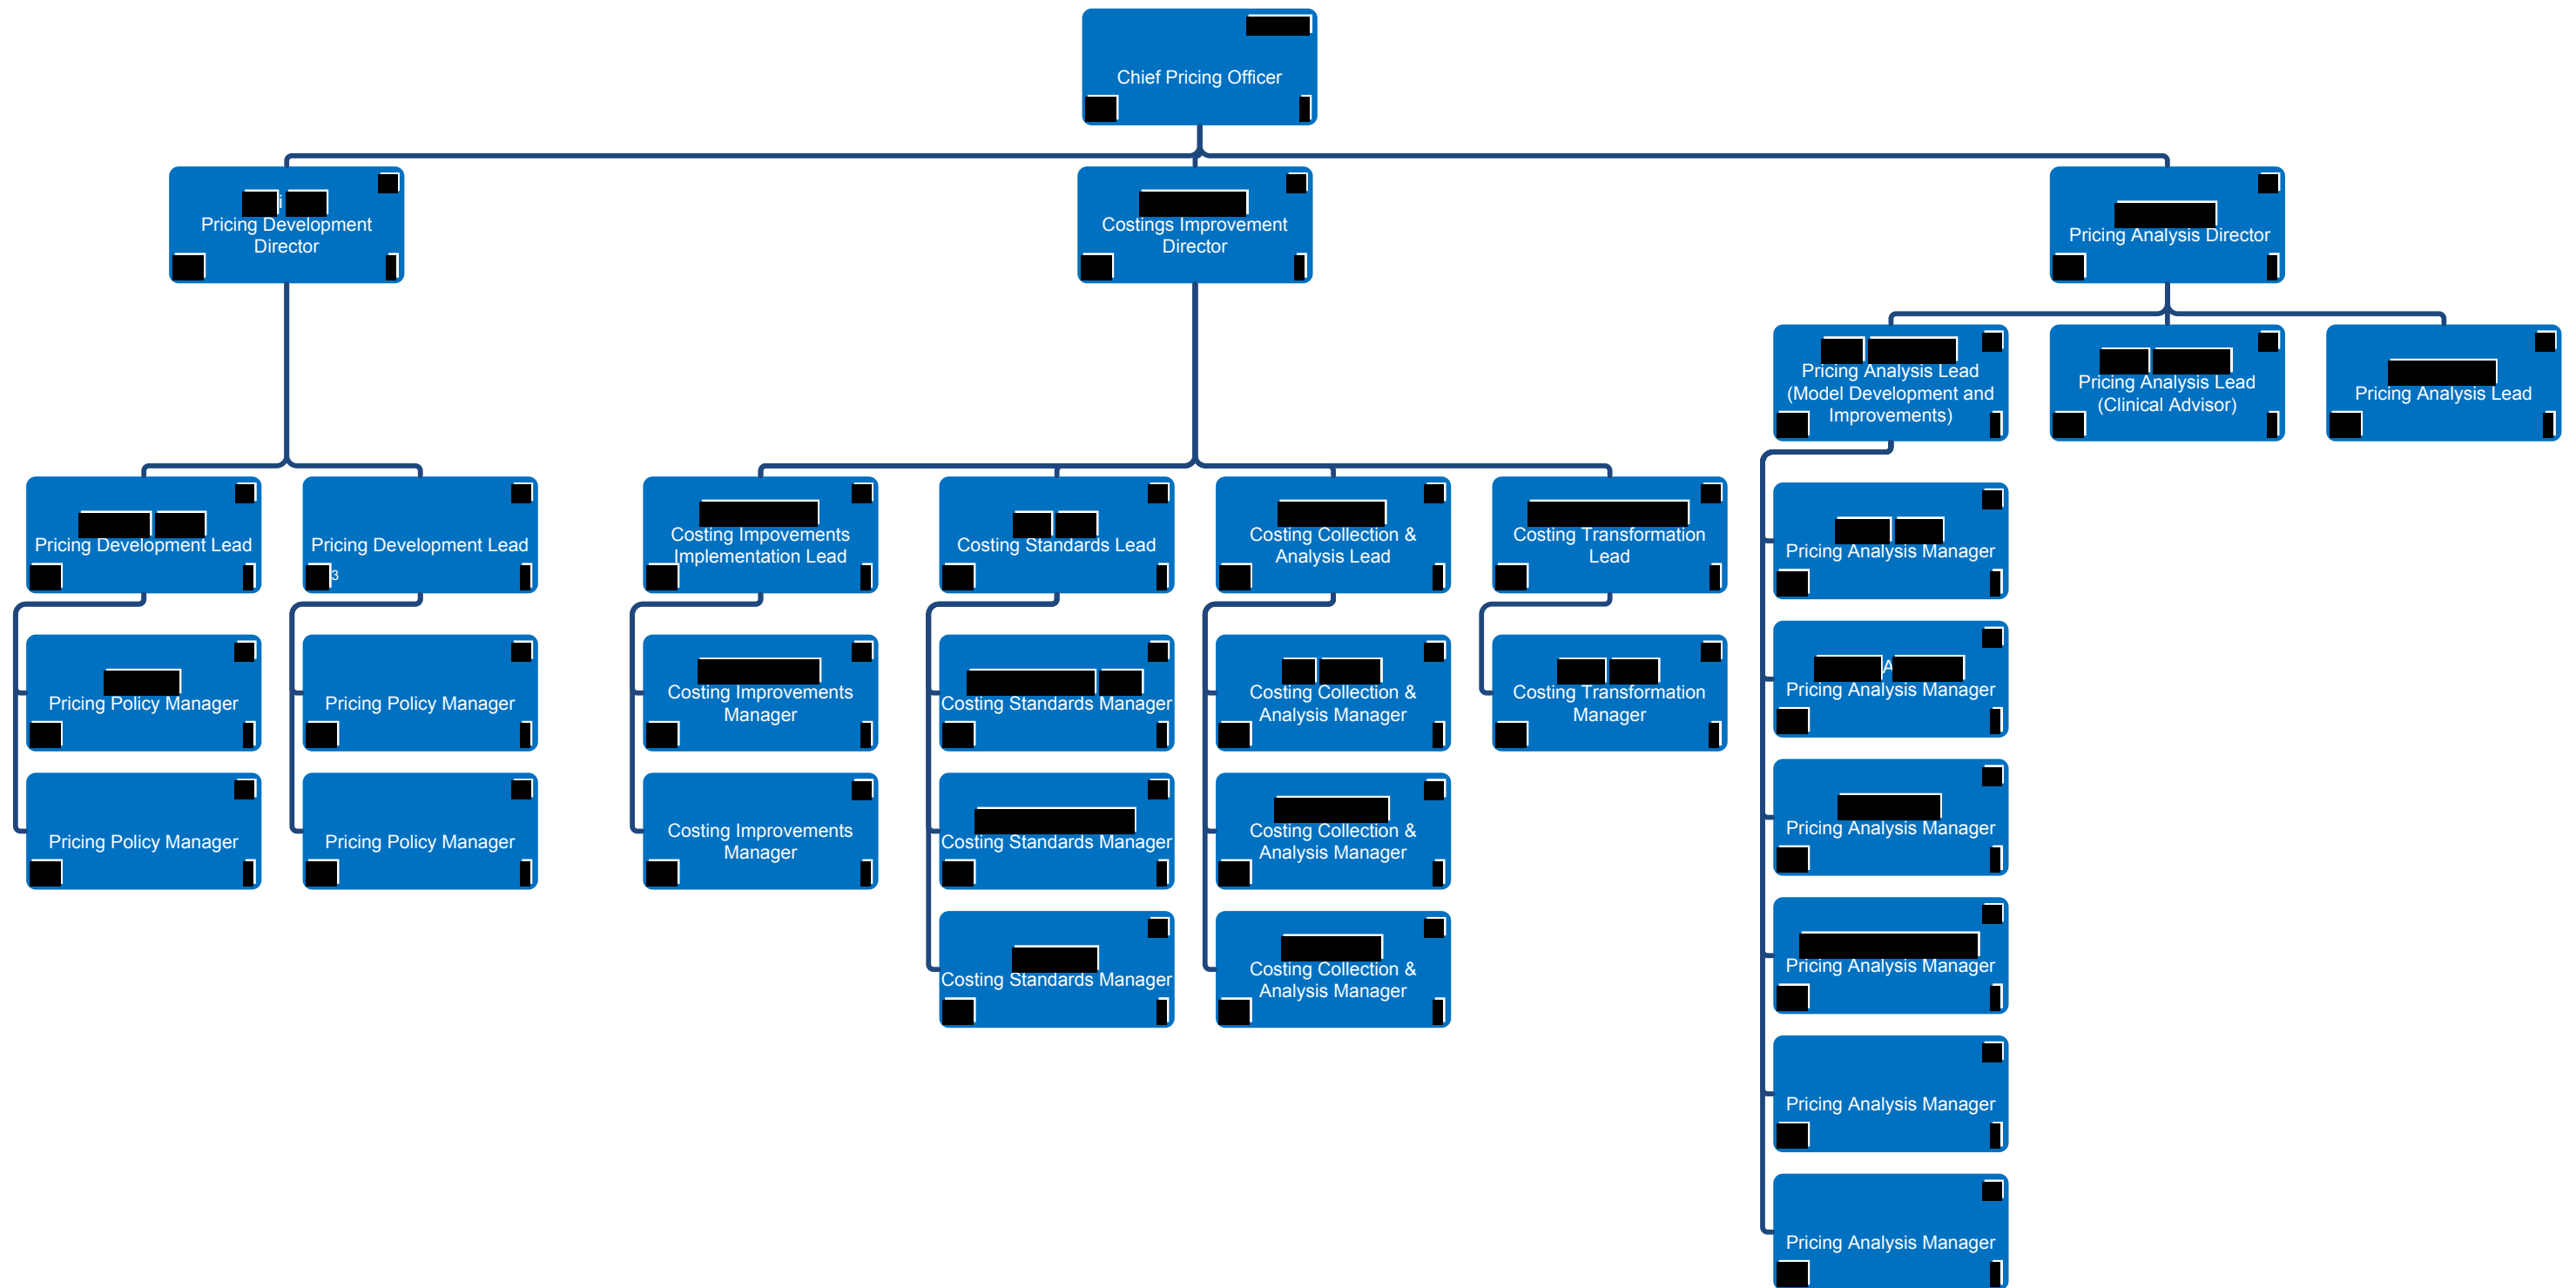 Chief Pricing Officer
Pricing Development
Director
Costings Improvement
Director
Pricing Analysis Director
Pricing Analysis Lead
(Model Development and
Improvements)
Pricing Analysis Lead
(Clinical Advisor)
Pricing Analysis Lead
Pricing Development Lead
Pricing Development Lead
3
Costing Impovements
Implementation Lead
Costing Standards Lead
Costing Collection &
Analysis Lead
Costing Transformation
Lead
Pricing Policy Manager
Pricing Policy Manager
Costing Improvements
Manager
Costing Standards Manager
Costing Collection &
Analysis Manager
Costing Transformation
Manager
Pricing Policy Manager
Pricing Policy Manager
Costing Improvements
Manager
Costing Standards Manager
Costing Collection &
Analysis Manager
Costing Standards Manager
Costing Collection &
Analysis Manager
Pricing Analysis Manager
Pricing Analysis Manager
Pricing Analysis Manager
Pricing Analysis Manager
Pricing Analysis Manager
Pricing Analysis Manager